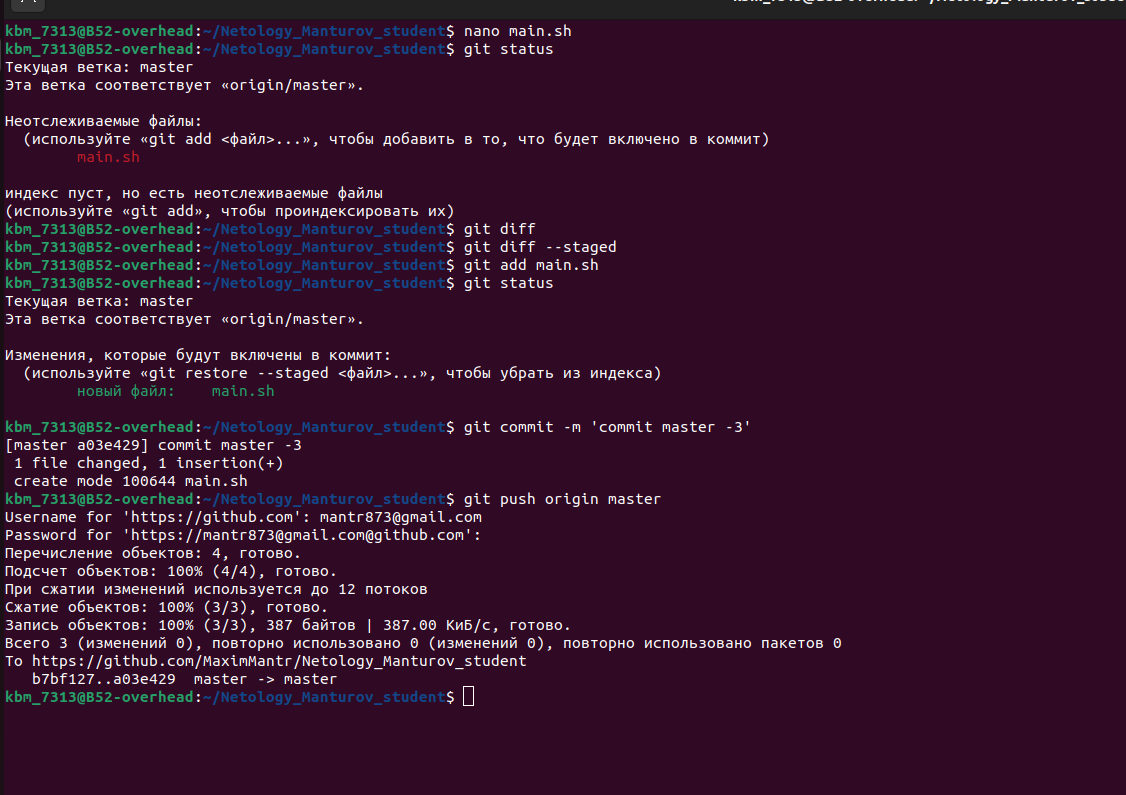 kbm_7313@B52-overhead:~/Netology_Manturov_student$ nano main.sh
kbm_7313@B52-overhead:~/Netology_Manturov_student$ git status
Текущая ветка: master
Эта ветка соответствует «origin/master».
Неотслеживаемые файлы:
  (используйте «git add <файл>...», чтобы добавить в то, что будет включено в коммит)
        main.sh
индекс пуст, но есть неотслеживаемые файлы
(используйте «git add», чтобы проиндексировать их)
kbm_7313@B52-overhead:~/Netology_Manturov_student$ git diff
kbm_7313@B52-overhead:~/Netology_Manturov_student$ git diff --staged
kbm_7313@B52-overhead:~/Netology_Manturov_student$ git add main.sh
kbm_7313@B52-overhead:~/Netology_Manturov_student$ git status
Текущая ветка: master
Эта ветка соответствует «origin/master».
Изменения, которые будут включены в коммит:
  (используйте «git restore --staged <файл>...», чтобы убрать из индекса)
        новый файл:    main.sh
kbm_7313@B52-overhead:~/Netology_Manturov_student$ git commit -m 'commit master -3'
[master a03e429] commit master -3
 1 file changed, 1 insertion(+)
 create mode 100644 main.sh
kbm_7313@B52-overhead:~/Netology_Manturov_student$ git push origin master
Username for 'https://github.com': mantr873@gmail.com
Password for 'https://mantr873@gmail.com@github.com':
Перечисление объектов: 4, готово.
Подсчет объектов: 100% (4/4), готово.
При сжатии изменений используется до 12 потоков
Сжатие объектов: 100% (3/3), готово.
Запись объектов: 100% (3/3), 387 байтов | 387.00 КиБ/с, готово.
Всего 3 (изменений 0), повторно использовано 0 (изменений 0), повторно использовано пакетов 0
To https://github.com/MaximMantr/Netology_Manturov_student
   b7bf127..a03e429  master -> master
kbm_7313@B52-overhead:~/Netology_Manturov_student$